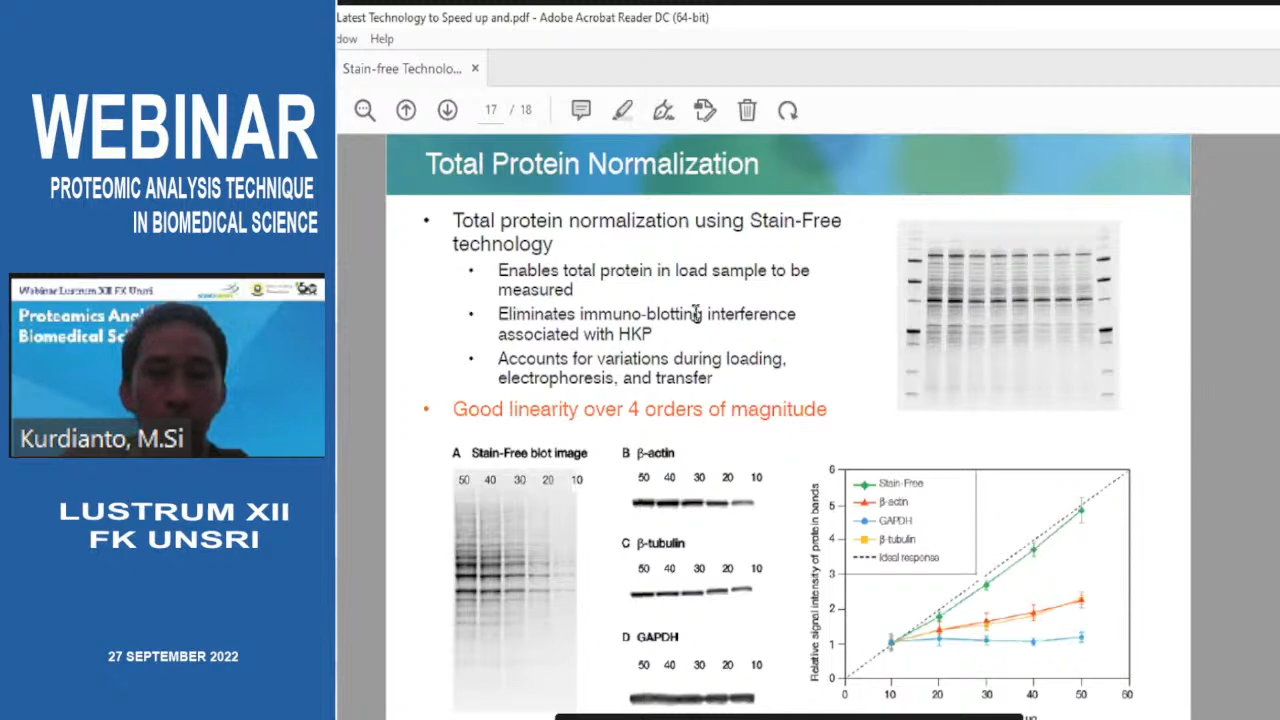 Latest Technology to Speed up and.pdf - Adobe Acrobat Reader DC (64-bit)
dow Help
Stain-free Technolo... ×
17 / 18
WEBINAR
PROTEOMIC ANALYSIS TECHNIQUE
IN BIOMEDICAL SCIENCE
Webinar Lustrum XII FK Unsri
Proteomics Ana
Biomedical Sc
Kurdianto, M.Si
LUSTRUM XII
FK UNSRI
27 SEPTEMBER 2022
Total Protein Normalization
• Total protein normalization using Stain-Free
technology
• Enables total protein in load sample to be
measured
• Eliminates immuno-blotting interference
associated with HKP
• Accounts for variations during loading,
electrophoresis, and transfer
• Good linearity over 4 orders of magnitude
A Stain-Free blot image
50 40 30 20 10
B β-actin
50 40 30 20 10
C β-tubulin
50 40 30 20 10
D GAPDH
50 40 30 20 10
Relative signal intensity of protein bands
6
5
4
3
2
1
0
Stain-Free
β-actin
GAPDH
β-tubulin
Ideal response
0 10 20 30 40 50 60